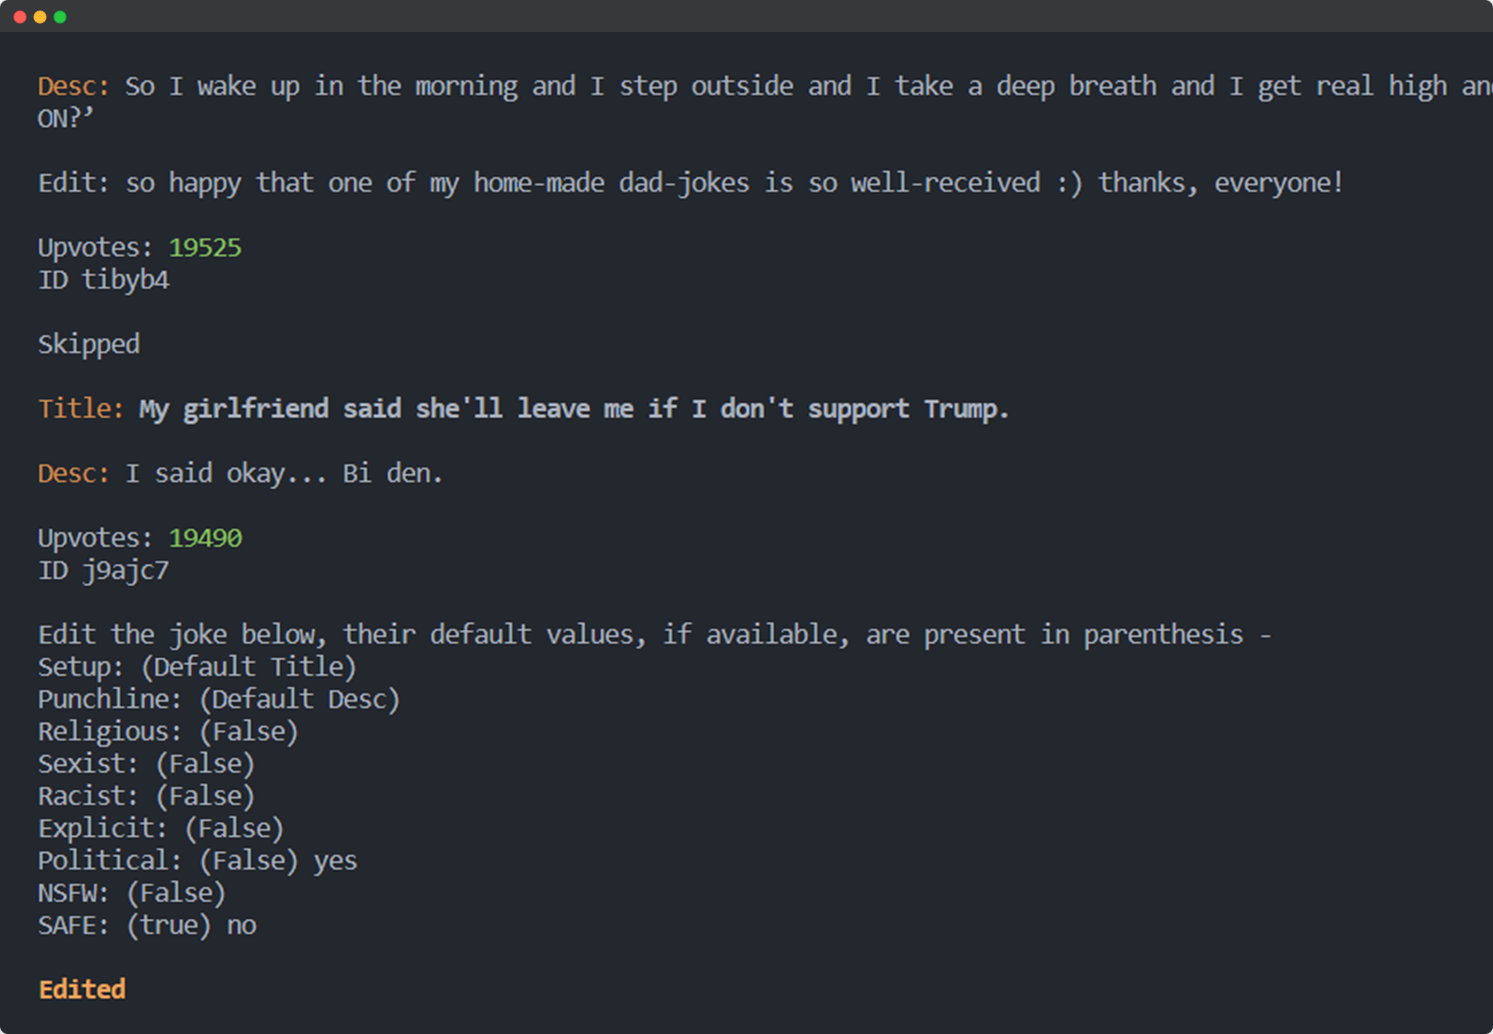 Desc: So I wake up in the morning and I step outside and I take a deep breath and I get real high
ON?’
Edit: so happy that one of my home-made dad-jokes is so well-received :) thanks, everyone!
Upvotes: 19525
ID tibyb4
Skipped
Title: My girlfriend said she'll leave me if I don't support Trump.
Desc: I said okay... Bi den.
Upvotes: 19490
ID j9ajc7
Edit the joke below, their default values, if available, are present in parenthesis -
Setup: (Default Title)
Punchline: (Default Desc)
Religious: (False)
Sexist: (False)
Racist: (False)
Explicit: (False)
Political: (False) yes
NSFW: (False)
SAFE: (true) no
Edited